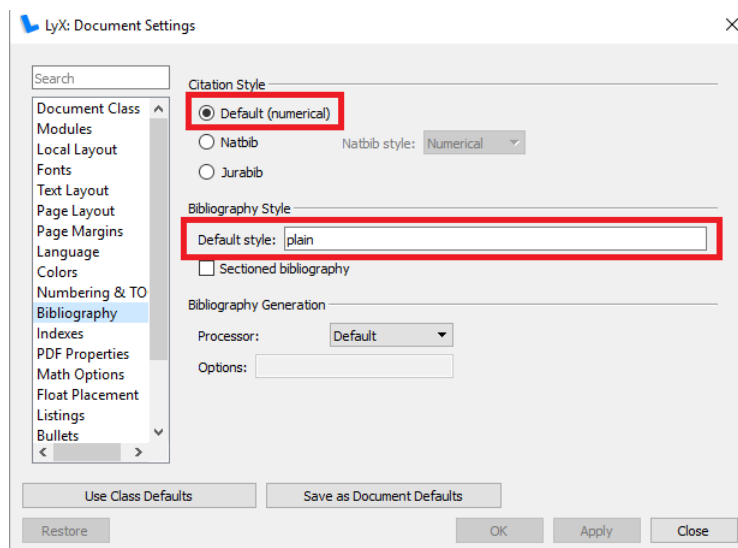 LyX: Document Settings
Search
Document Class
Modules
Local Layout
Fonts
Text Layout
Page Layout
Page Margins
Language
Colors
Numbering & TO
Bibliography
Indexes
PDF Properties
Math Options
Float Placement
Listings
Bullets
Citation Style
Default (numerical)
Natbib
Natbib style: Numerical
Jurabib
Bibliography Style
Default style: plain
Sectioned bibliography
Bibliography Generation
Processor: Default
Options:
Use Class Defaults
Save as Document Defaults
Restore
OK
Apply
Close